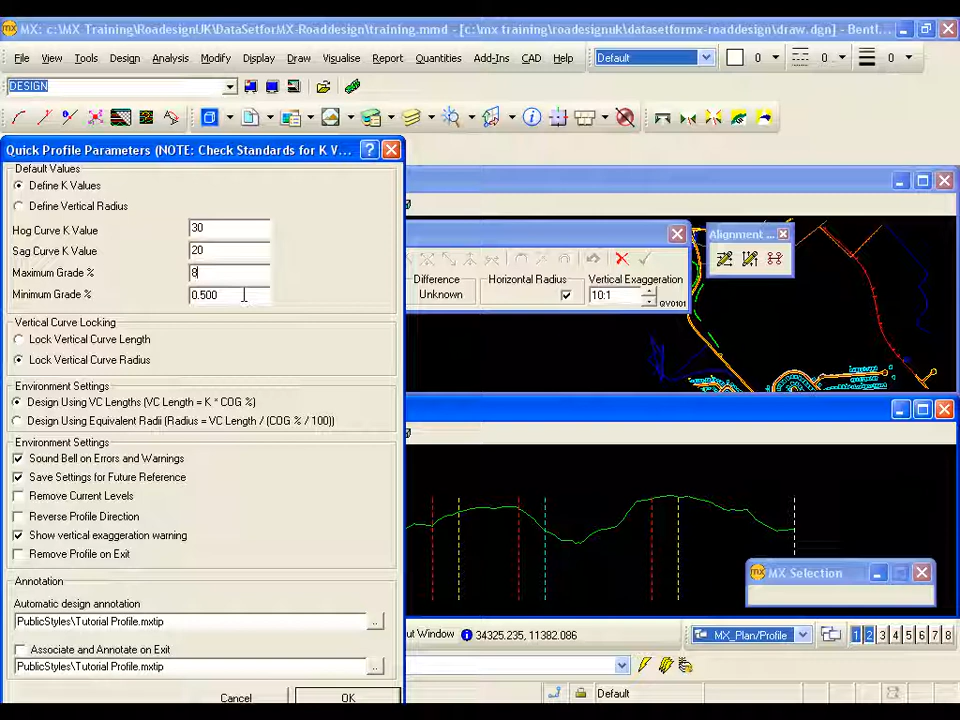 MX: c:\MX Training\RoadesignUK\DataSetforMX-Roaddesign\training.mmd - [c:\mx training\roadesignuk\datasetformx-roaddesign\draw.dgn] - Bentl...
File View Tools Design Analysis Modify Display Draw Visualise Report Quantities Add-Ins CAD Help Default 0 0 0
DESIGN
Quick Profile Parameters (NOTE: Check Standards for K V...
Default Values
Define K Values
Define Vertical Radius
Hog Curve K Value 30
Sag Curve K Value 20
Maximum Grade % 8
Minimum Grade % 0.500
Vertical Curve Locking
Lock Vertical Curve Length
Lock Vertical Curve Radius
Environment Settings
Design Using VC Lengths (VC Length = K * COG %)
Design Using Equivalent Radii (Radius = VC Length / (COG % / 100))
Environment Settings
Sound Bell on Errors and Warnings
Save Settings for Future Reference
Remove Current Levels
Reverse Profile Direction
Show vertical exaggeration warning
Remove Profile on Exit
Annotation
Automatic design annotation
PublicStyles\Tutorial Profile.mxtip ...
Associate and Annotate on Exit
PublicStyles\Tutorial Profile.mxtip ...
Cancel OK
Alignment ...
Difference
Unknown
Horizontal Radius
Vertical Exaggeration
10:1
QV0101
MX Selection
ut Window 34325.235, 11382.086 MX_Plan/Profile 1 2 3 4 5 6 7 8
Default